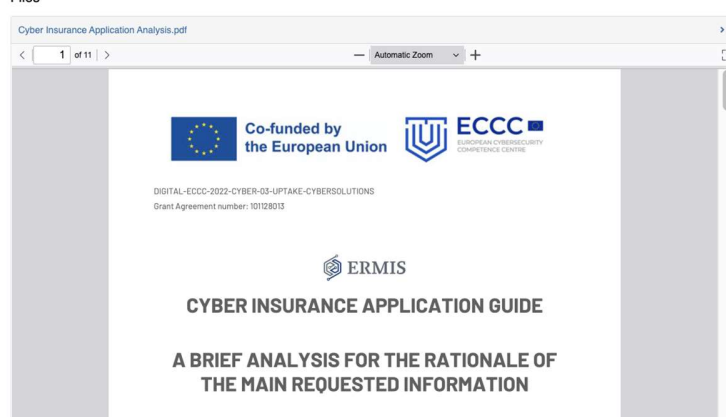 Cyber Insurance Application Analysis.pdf
1 of 11
Automatic Zoom
Co-funded by
the European Union
ECCC
EUROPEAN CYBERSECURITY
COMPETENCE CENTRE
DIGITAL-ECCC-2022-CYBER-03-UPTAKE-CYBERSOLUTIONS
Grant Agreement number: 101128013
ERMIS
CYBER INSURANCE APPLICATION GUIDE
A BRIEF ANALYSIS FOR THE RATIONALE OF
THE MAIN REQUESTED INFORMATION